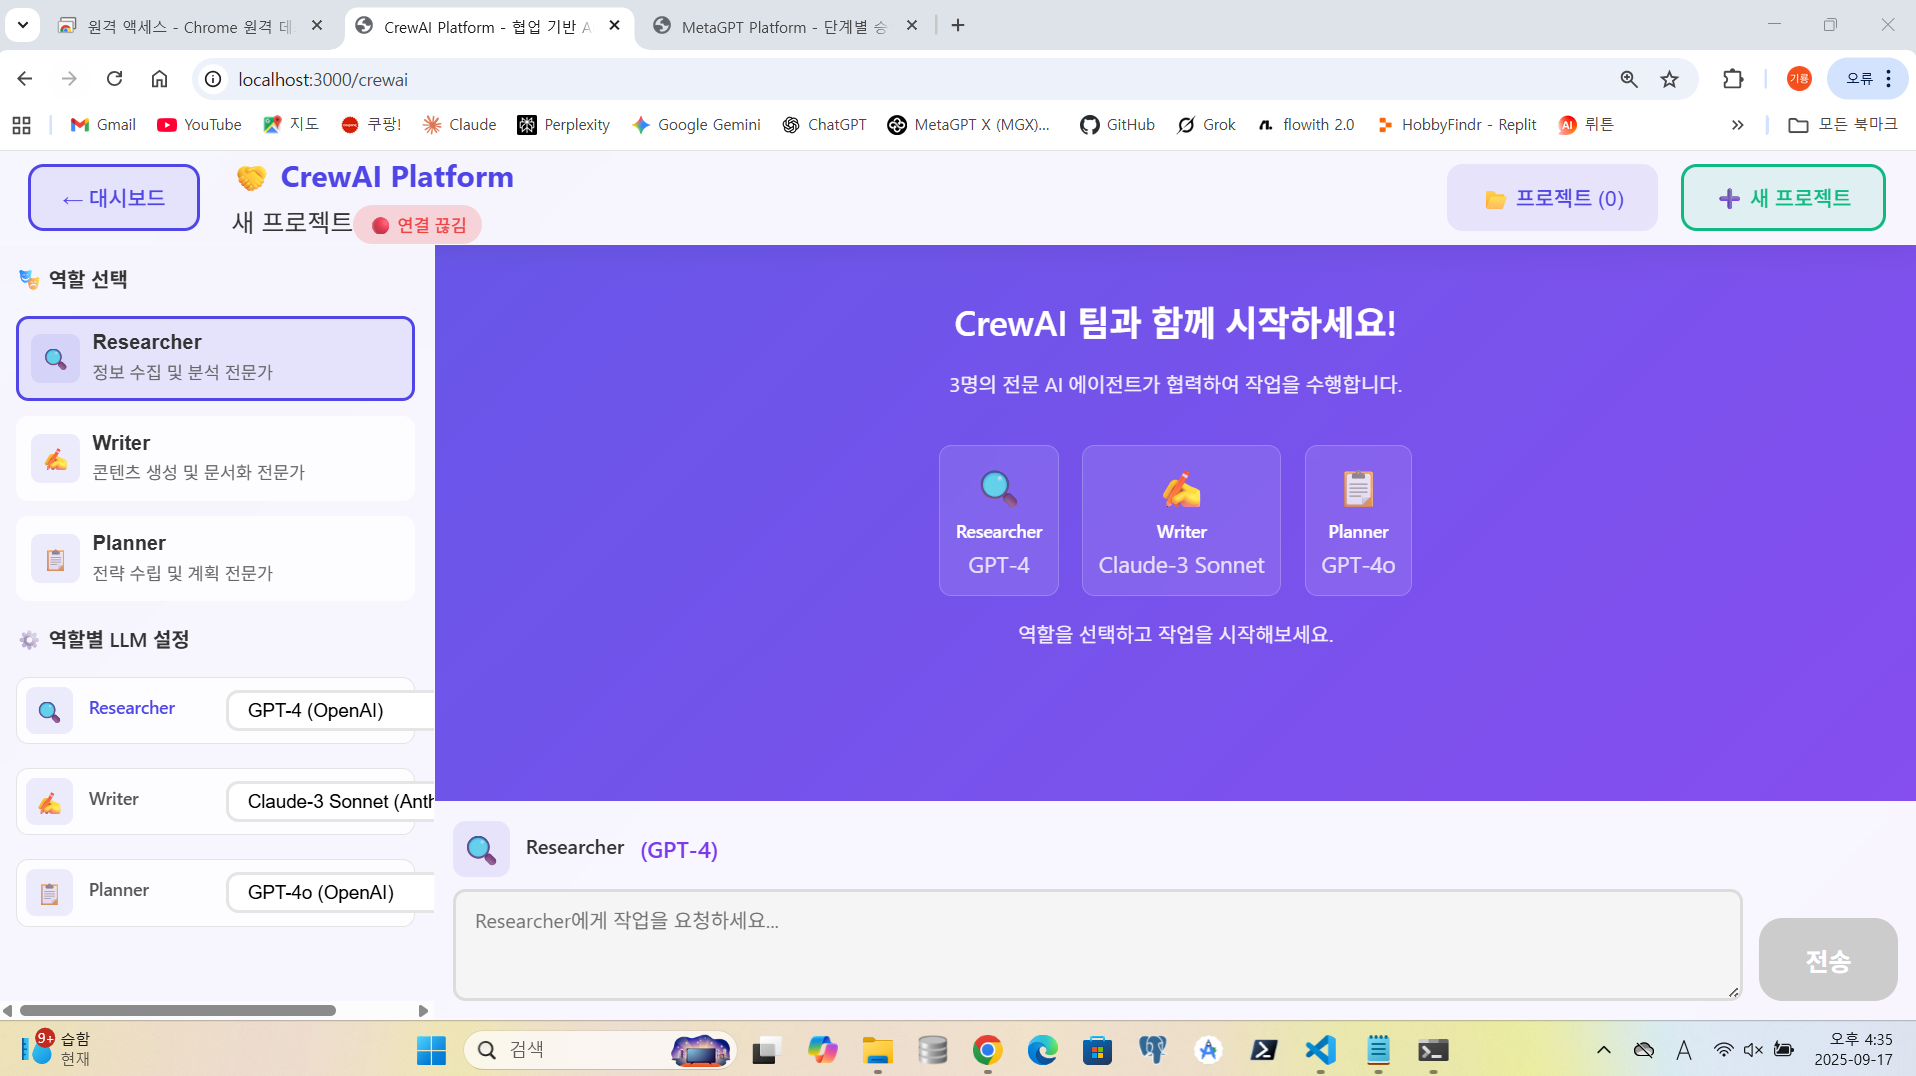 원격 액세스 - Chrome 원격 데
CrewAI Platform - 협업 기반 A
MetaGPT Platform - 단계별 승
localhost:3000/crewai
기룡
오류
Gmail
YouTube
지도
쿠팡!
Claude
Perplexity
Google Gemini
ChatGPT
MetaGPT X (MGX)...
GitHub
Grok
flowith 2.0
HobbyFindr - Replit
뤼튼
모든 북마크
← 대시보드
CrewAI Platform
새 프로젝트
연결 끊김
프로젝트 (0)
새 프로젝트
역할 선택
Researcher
정보 수집 및 분석 전문가
Writer
콘텐츠 생성 및 문서화 전문가
Planner
전략 수립 및 계획 전문가
역할별 LLM 설정
Researcher
GPT-4 (OpenAI)
Writer
Claude-3 Sonnet (Anth
Planner
GPT-4o (OpenAI)
CrewAI 팀과 함께 시작하세요!
3명의 전문 AI 에이전트가 협력하여 작업을 수행합니다.
Researcher
GPT-4
Writer
Claude-3 Sonnet
Planner
GPT-4o
역할을 선택하고 작업을 시작해보세요.
Researcher (GPT-4)
Researcher에게 작업을 요청하세요...
전송
9+
습함
현재
검색
A
오후 4:35
2025-09-17